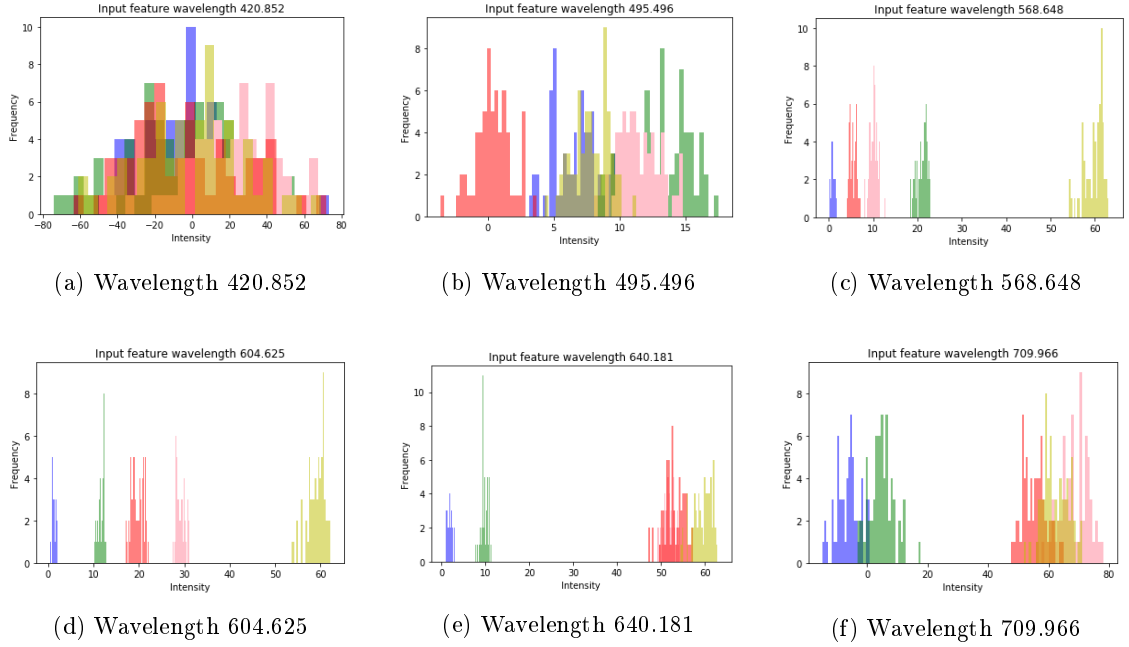 Input feature wavelength 420.852
10
8
6
4
2
0
Frequency
−80 −60 −40 −20 0 20 40 60 80
Intensity
(a) Wavelength 420.852
Input feature wavelength 495.496
8
6
4
2
0
Frequency
0 5 10 15
Intensity
(b) Wavelength 495.496
Input feature wavelength 568.648
10
8
6
4
2
0
Frequency
0 10 20 30 40 50 60
Intensity
(c) Wavelength 568.648
Input feature wavelength 604.625
8
6
4
2
0
Frequency
0 10 20 30 40 50 60
Intensity
(d) Wavelength 604.625
Input feature wavelength 640.181
10
8
6
4
2
0
Frequency
0 10 20 30 40 50 60
Intensity
(e) Wavelength 640.181
Input feature wavelength 709.966
8
6
4
2
0
Frequency
0 20 40 60 80
Intensity
(f) Wavelength 709.966